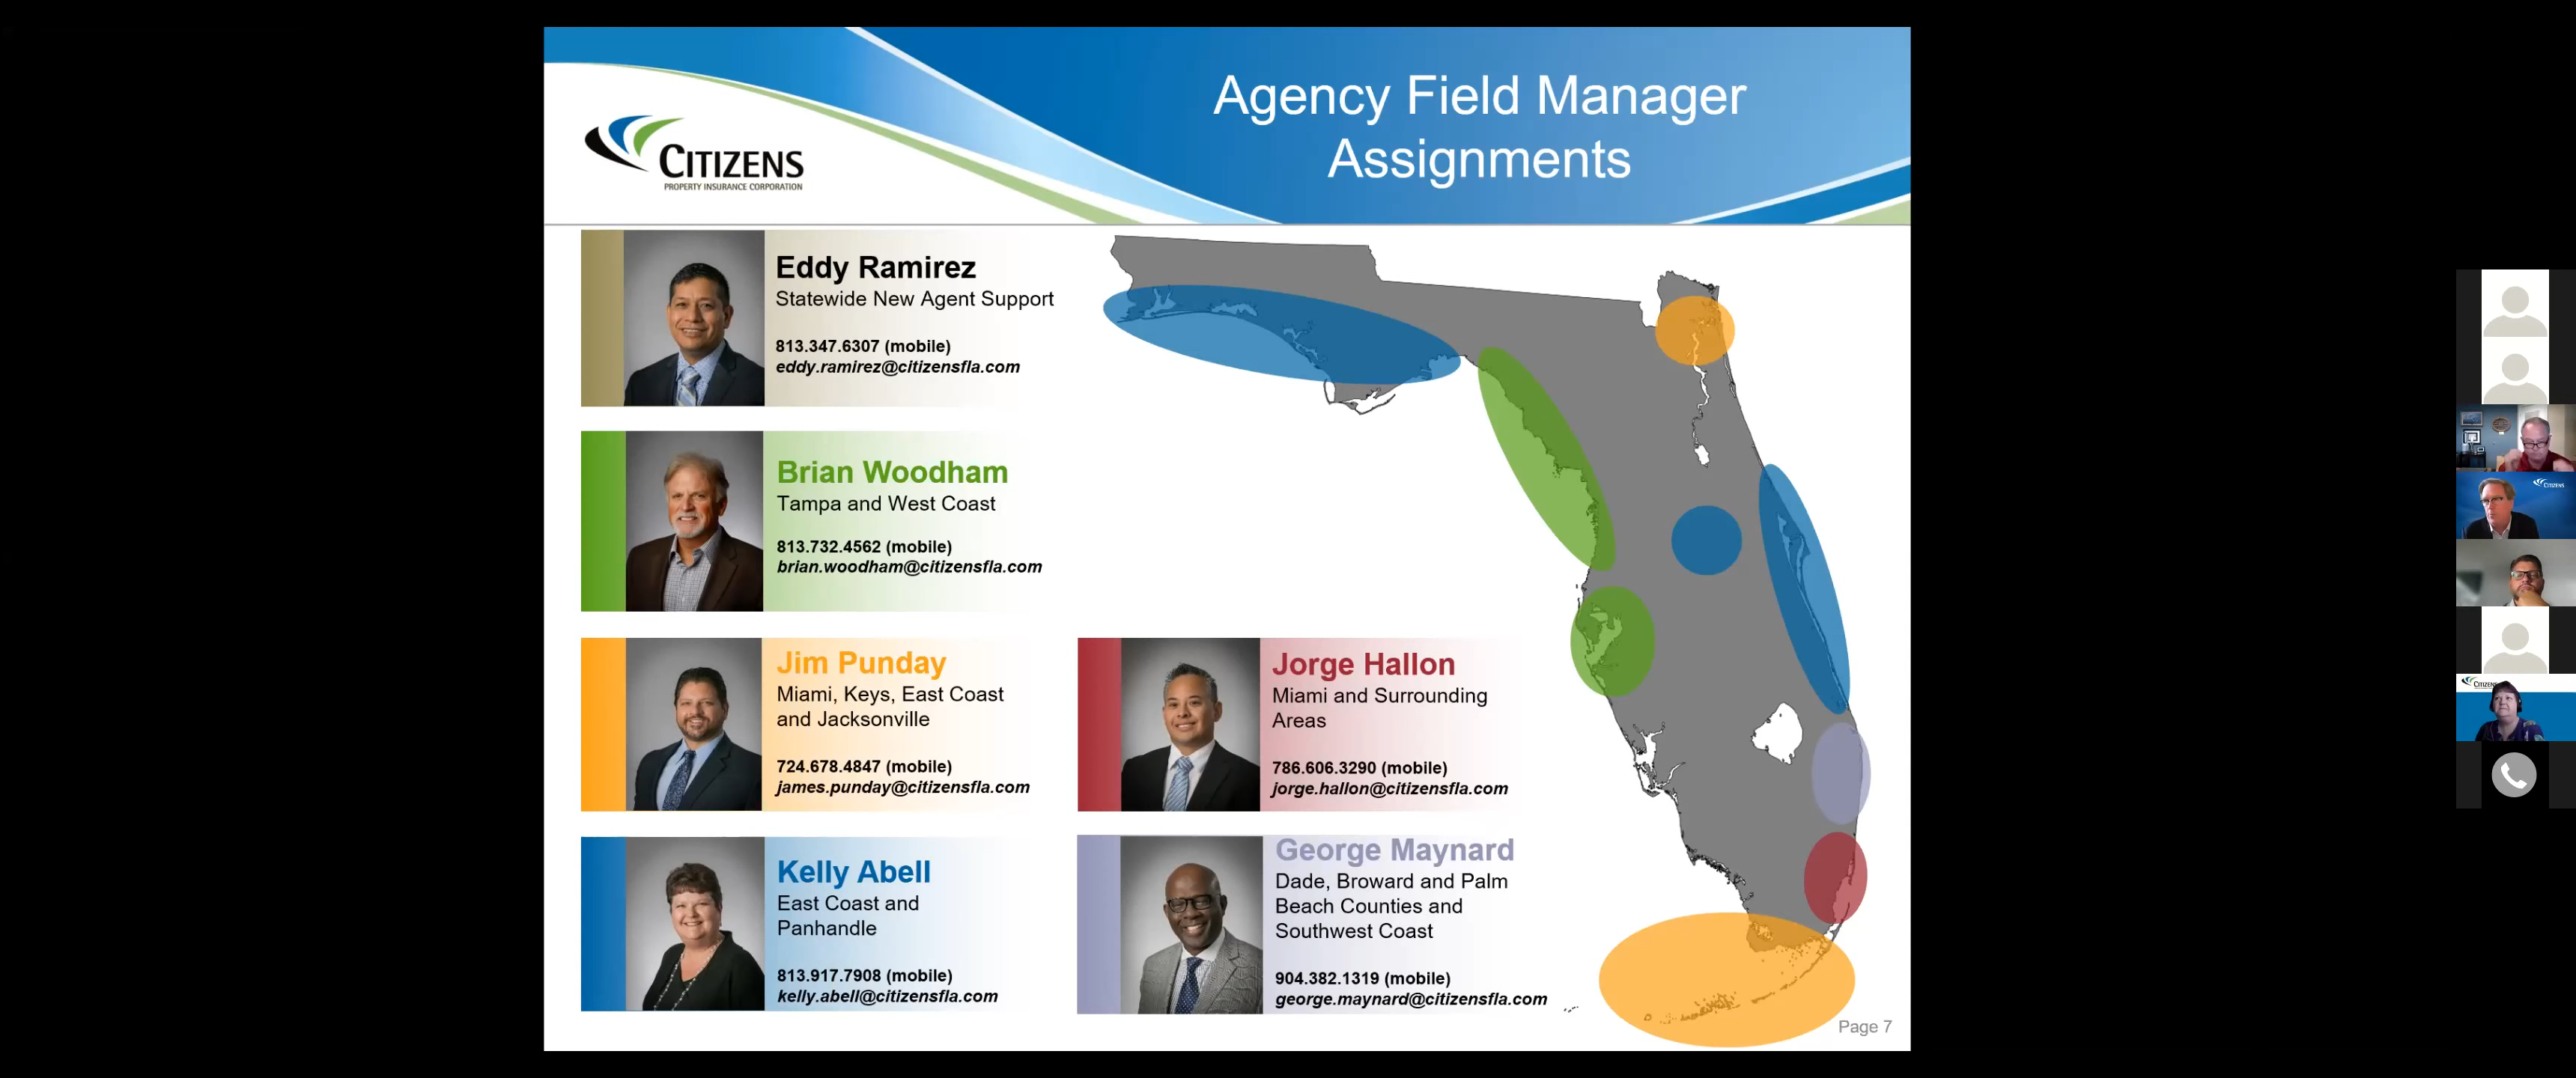 Agency Field Manager
Assignments
CITIZENS
PROPERTY INSURANCE CORPORATION
Eddy Ramirez
Statewide New Agent Support
813.347.6307 (mobile)
eddy.ramirez@citizensfla.com
Brian Woodham
Tampa and West Coast
813.732.4562 (mobile)
brian.woodham@citizensfla.com
Jim Punday
Miami, Keys, East Coast
and Jacksonville
724.678.4847 (mobile)
james.punday@citizensfla.com
Jorge Hallon
Miami and Surrounding
Areas
786.606.3290 (mobile)
jorge.hallon@citizensfla.com
Kelly Abell
East Coast and
Panhandle
813.917.7908 (mobile)
kelly.abell@citizensfla.com
George Maynard
Dade, Broward and Palm
Beach Counties and
Southwest Coast
904.382.1319 (mobile)
george.maynard@citizensfla.com
Page 7
CITIZENS
CITIZENS